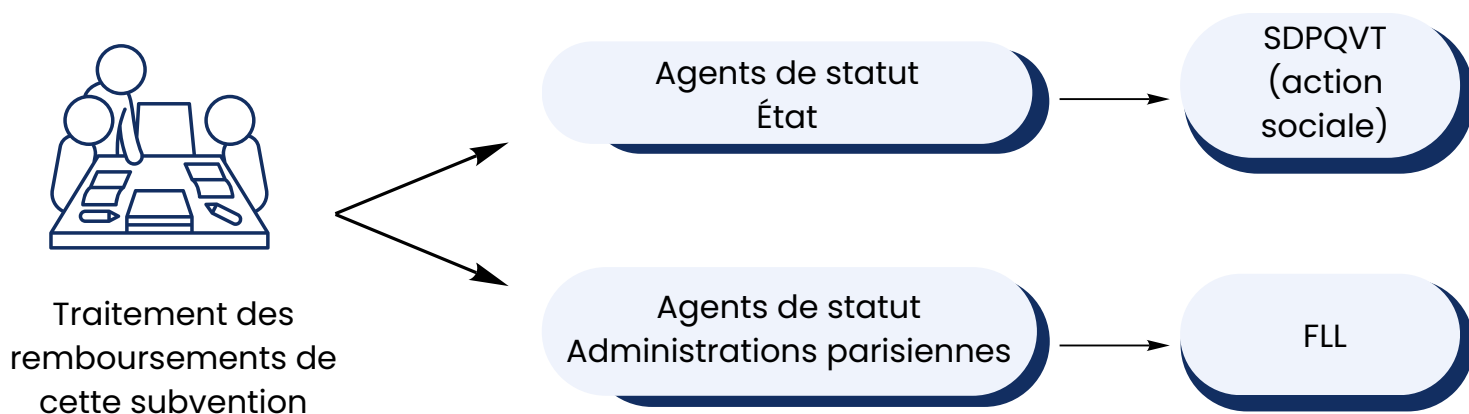 Traitement des
remboursements de
cette subvention
Agents de statut
État
SDPQVT
(action
sociale)
Agents de statut
Administrations parisiennes
FLL